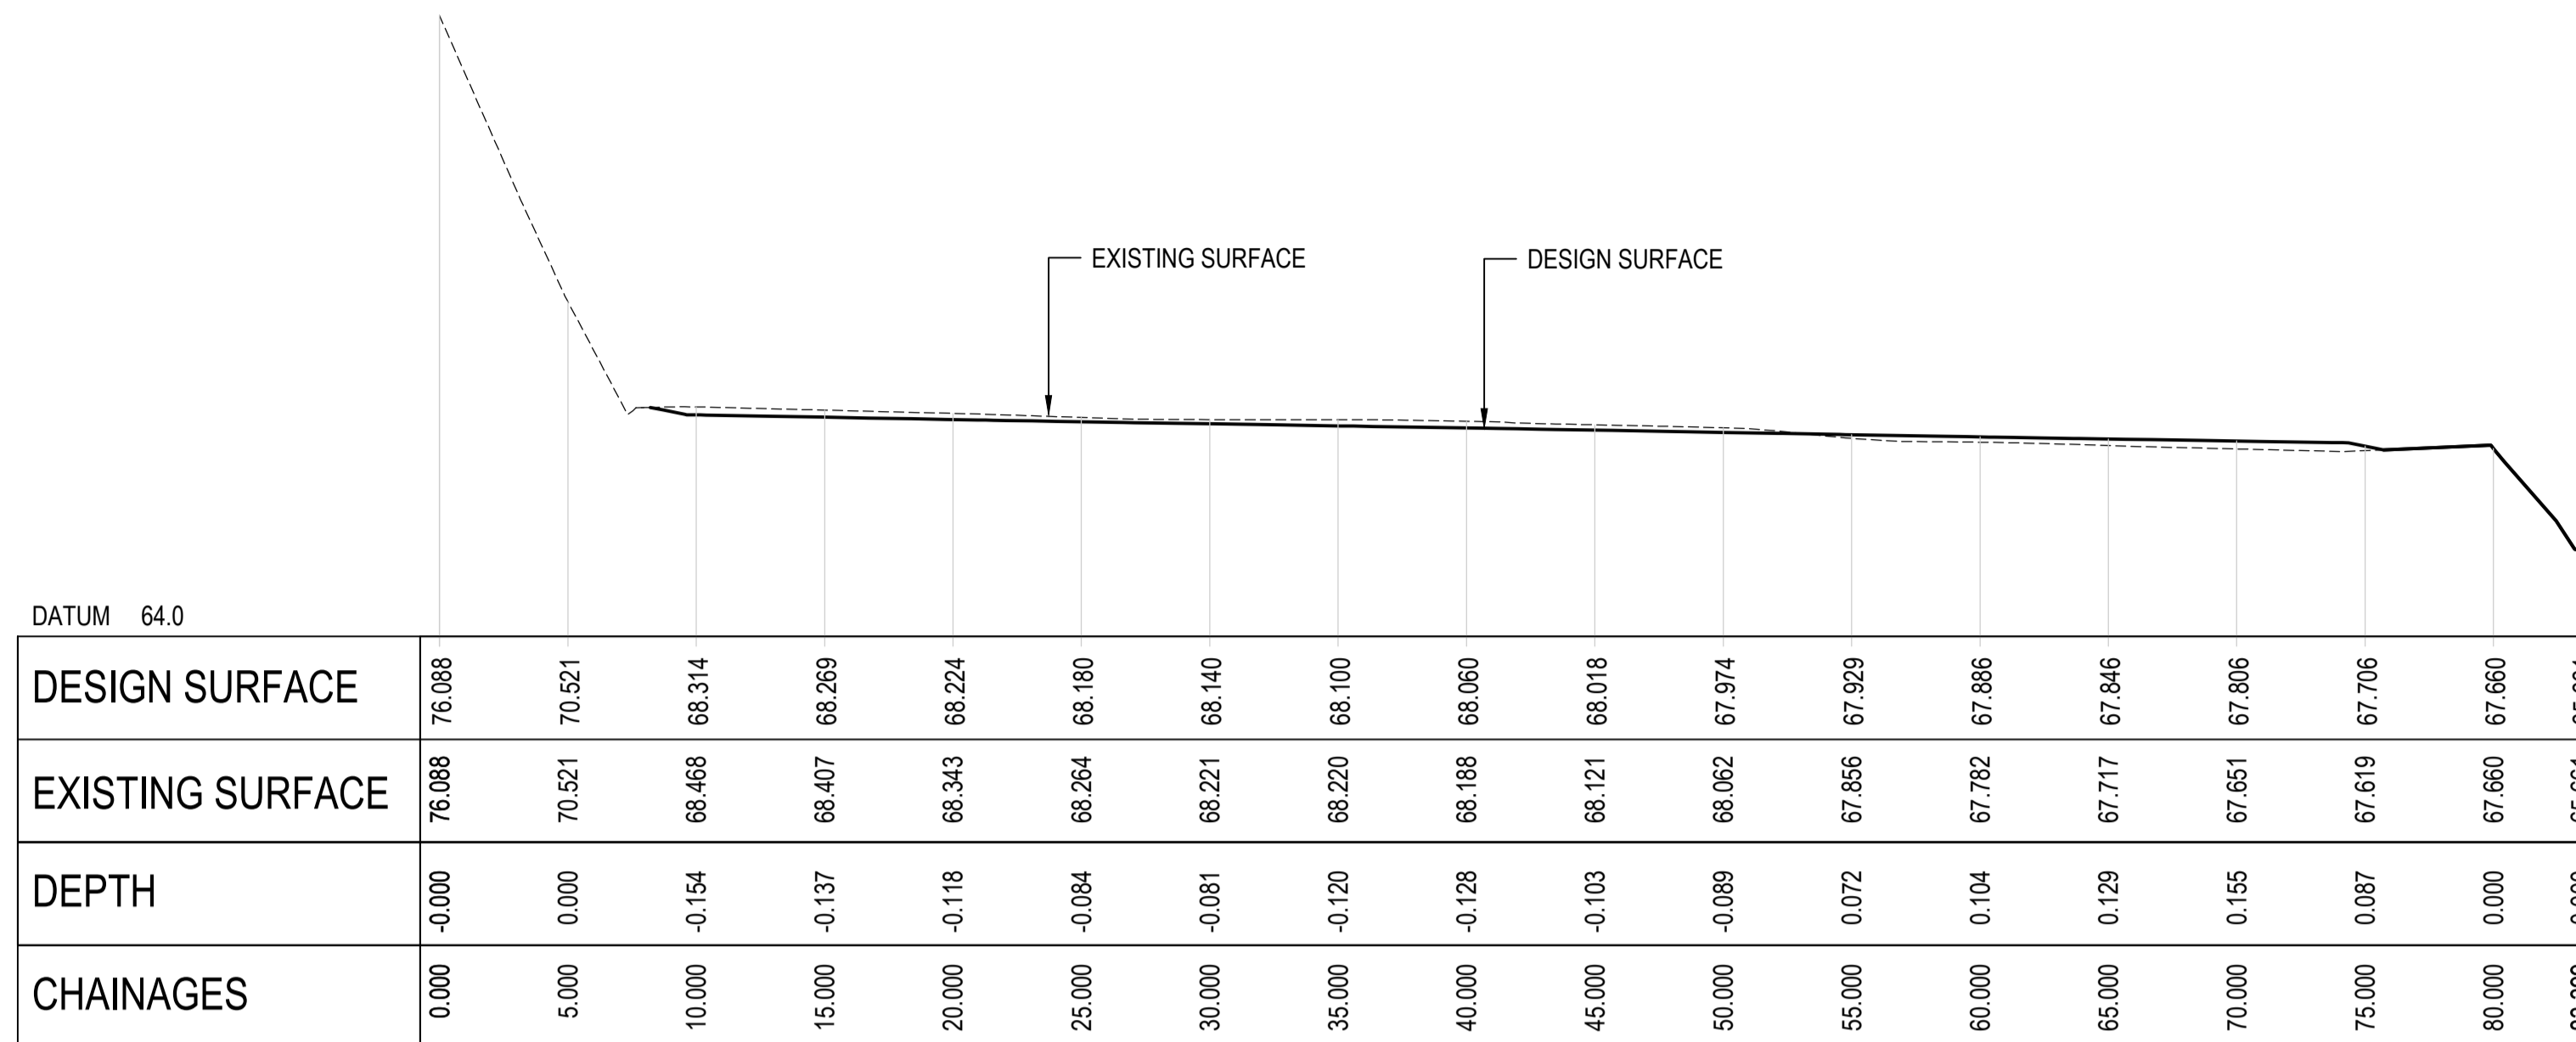 EXISTING SURFACE
DESIGN SURFACE
DATUM 64.0
DESIGN SURFACE 76.088 70.521 68.314 68.269 68.224 68.180 68.140 68.100 68.060 68.018 67.974 67.929 67.886 67.846 67.806 67.706 67.660
EXISTING SURFACE 76.088 70.521 68.468 68.407 68.343 68.264 68.221 68.220 68.188 68.121 68.062 67.856 67.782 67.717 67.651 67.619 67.660
DEPTH -0.000 0.000 -0.154 -0.137 -0.118 -0.084 -0.081 -0.120 -0.128 -0.103 -0.089 0.072 0.104 0.129 0.155 0.087 0.000
CHAINAGES 0.000 5.000 10.000 15.000 20.000 25.000 30.000 35.000 40.000 45.000 50.000 55.000 60.000 65.000 70.000 75.000 80.000